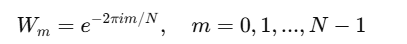 W_m = e^{-2πim/N},   m = 0, 1, ..., N − 1